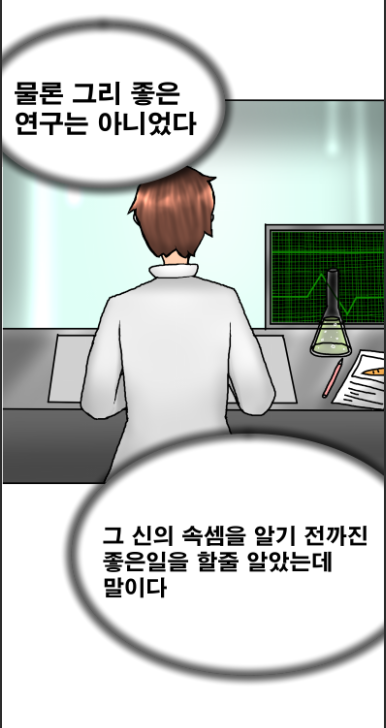 물론 그리 좋은
연구는 아니었다
그 신의 속셈을 알기 전까진
좋은일을 할줄 알았는데
말이다